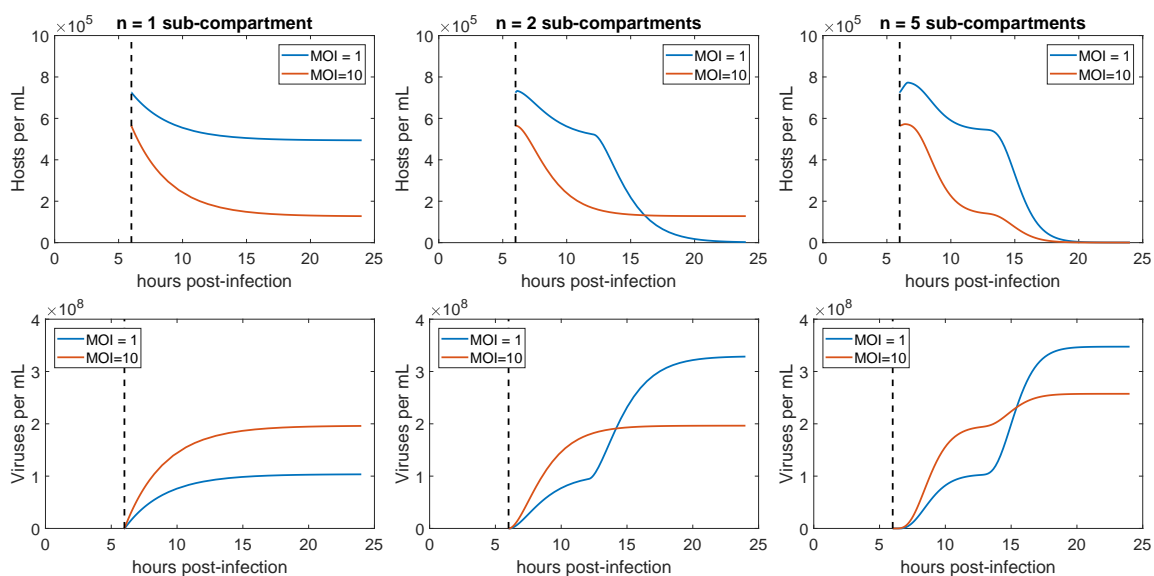 n = 1 sub-compartment
×10^5
Hosts per mL
10
8
6
4
2
0
0 5 10 15 20 25
hours post-infection
MOI = 1
MOI=10
n = 2 sub-compartments
×10^5
Hosts per mL
10
8
6
4
2
0
0 5 10 15 20 25
hours post-infection
MOI = 1
MOI=10
n = 5 sub-compartments
×10^5
Hosts per mL
10
8
6
4
2
0
0 5 10 15 20 25
hours post-infection
MOI = 1
MOI=10
×10^8
Viruses per mL
4
3
2
1
0
0 5 10 15 20 25
hours post-infection
MOI = 1
MOI=10
×10^8
Viruses per mL
4
3
2
1
0
0 5 10 15 20 25
hours post-infection
MOI = 1
MOI=10
×10^8
Viruses per mL
4
3
2
1
0
0 5 10 15 20 25
hours post-infection
MOI = 1
MOI=10